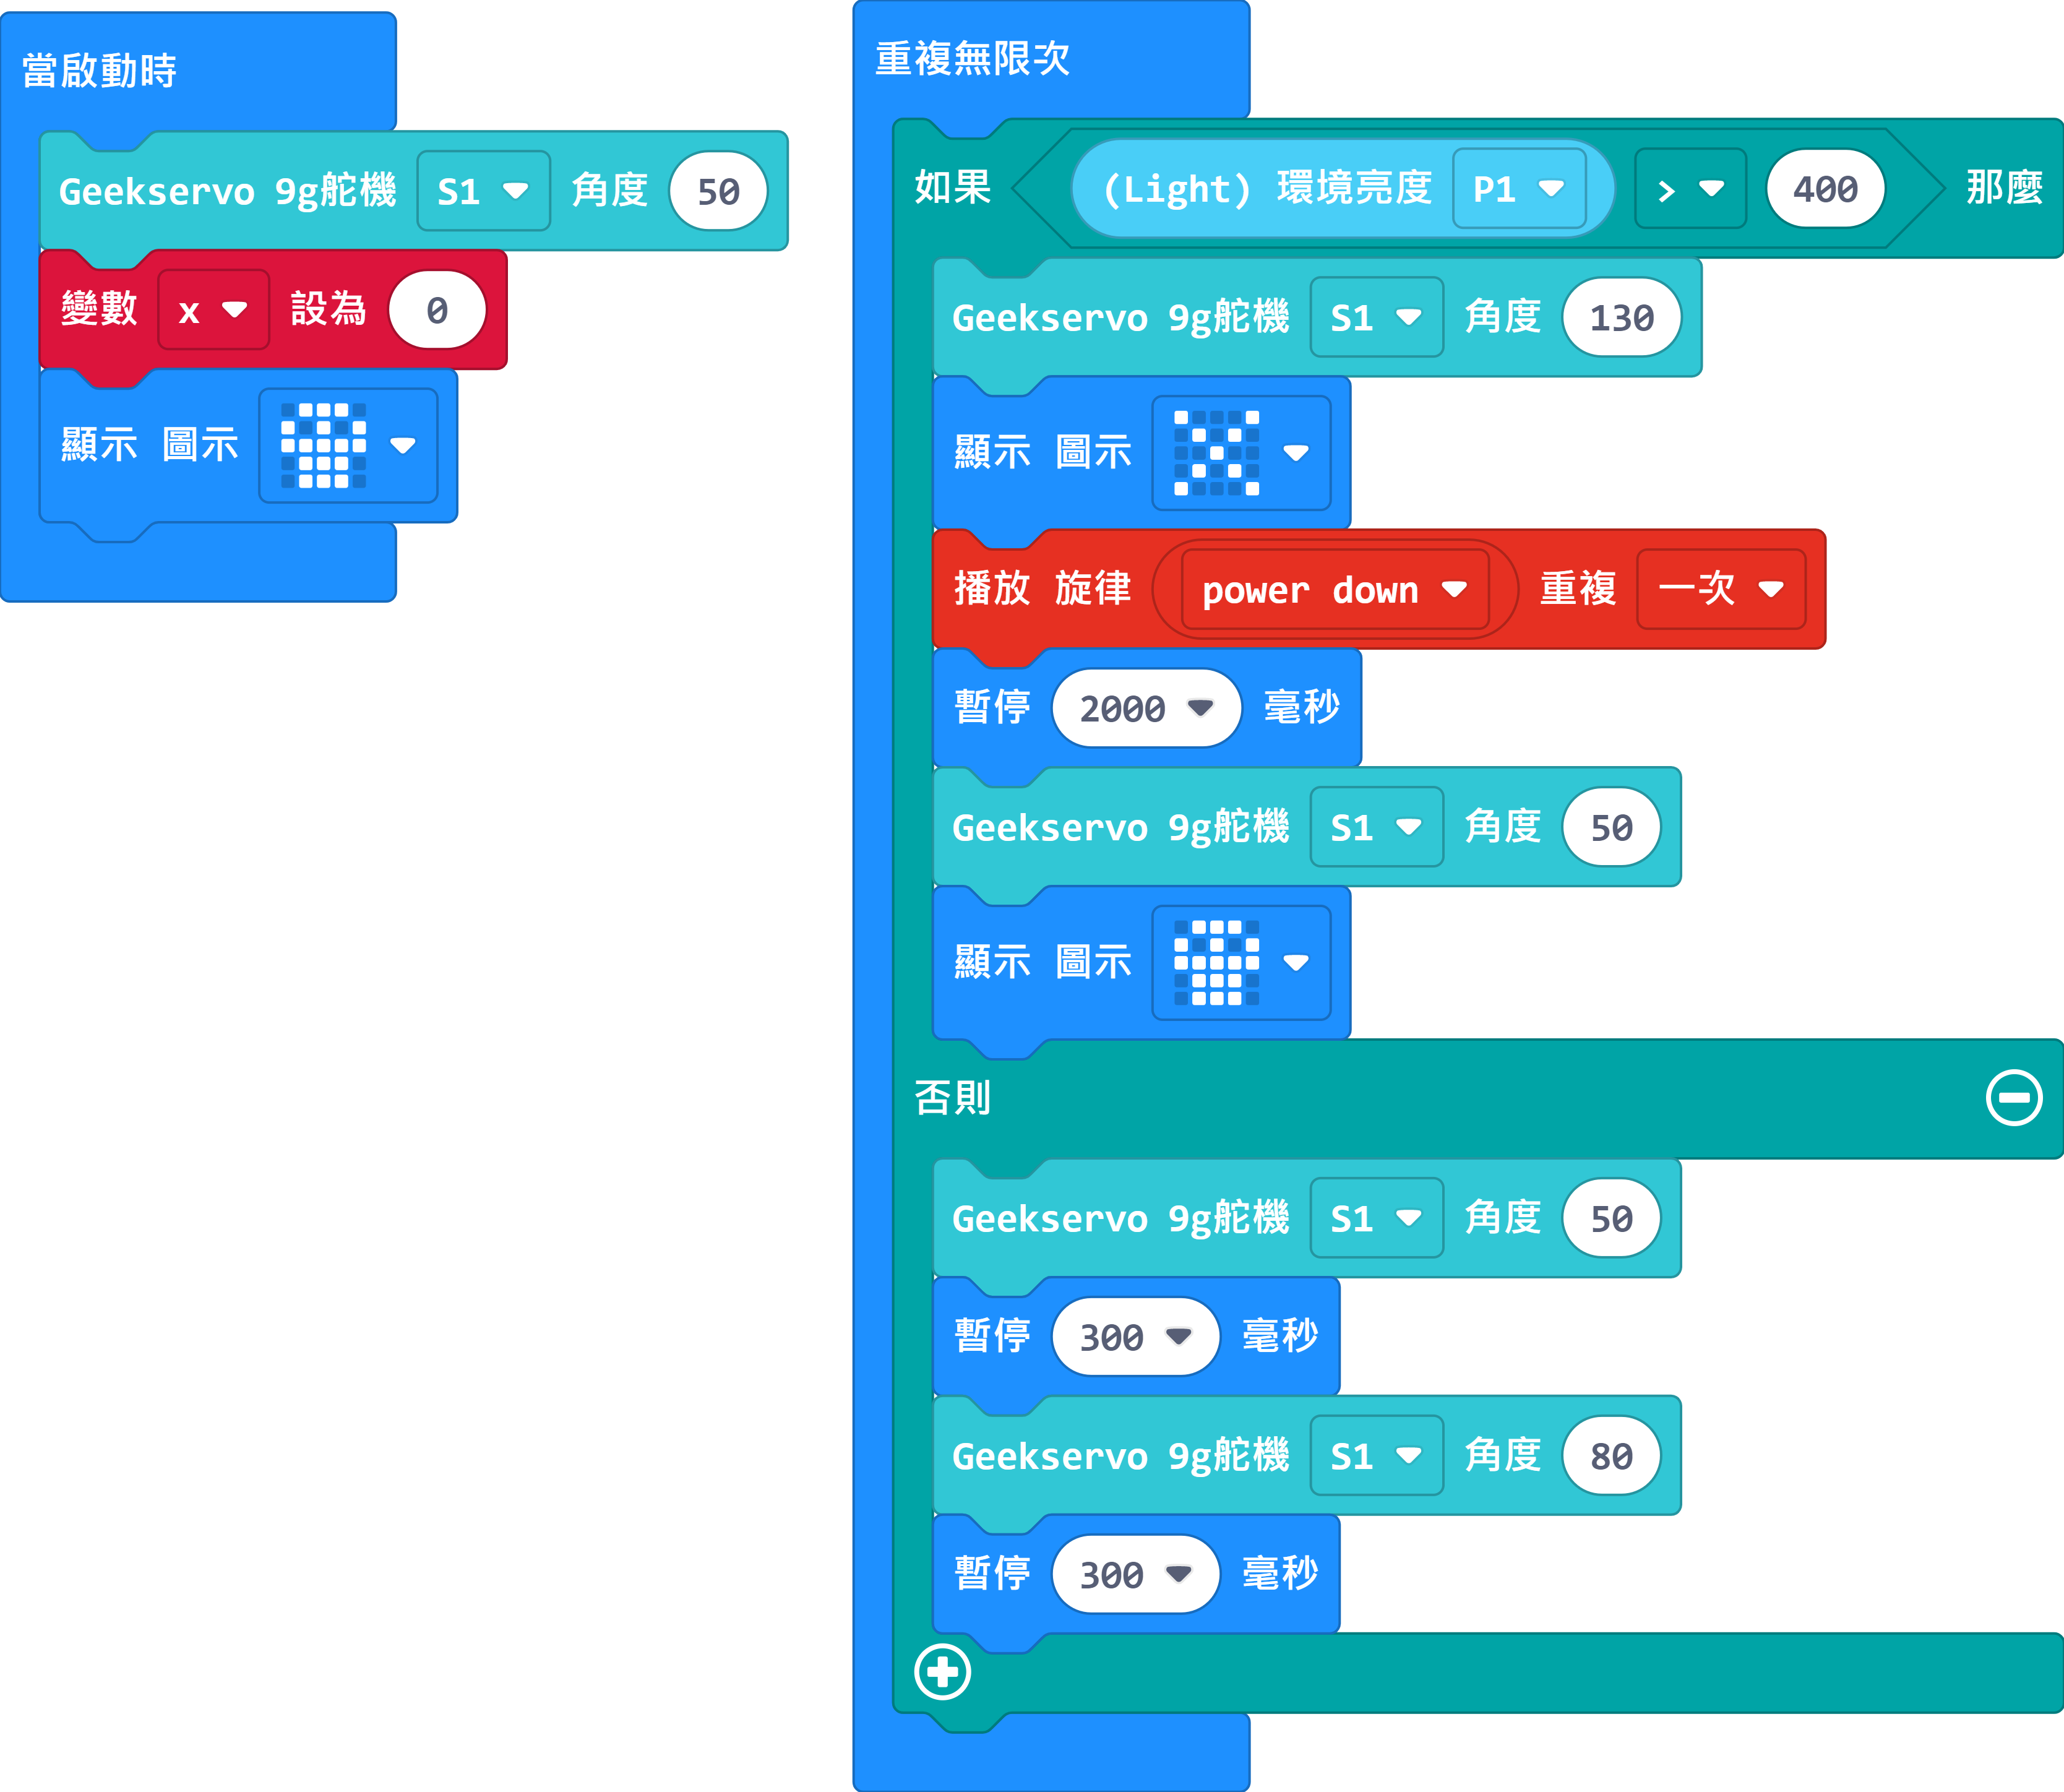 當啟動時
Geekservo 9g舵機 S1 角度 50
變數 x 設為 0
顯示 圖示
重複無限次
如果 (Light) 環境亮度 P1 > 400 那麼
Geekservo 9g舵機 S1 角度 130
顯示 圖示
播放 旋律 power down 重複 一次
暫停 2000 毫秒
Geekservo 9g舵機 S1 角度 50
顯示 圖示
否則
Geekservo 9g舵機 S1 角度 50
暫停 300 毫秒
Geekservo 9g舵機 S1 角度 80
暫停 300 毫秒